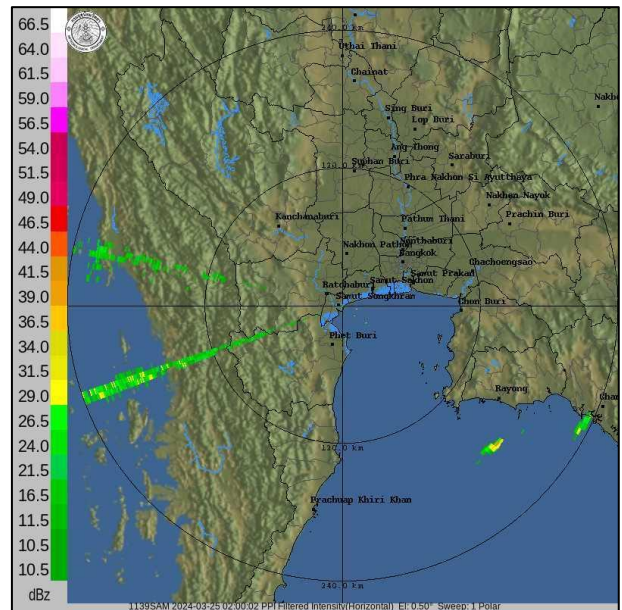 66.5
64.0
61.5
59.0
56.5
54.0
51.5
49.0
46.5
44.0
41.5
39.0
36.5
34.0
31.5
29.0
26.5
24.0
21.5
16.5
11.5
10.5
10.5
dBz
240.0 km
Uthai Thani
Chainat
Sing Buri
Lop Buri
Ang Thong
120.0 km
Suphan Buri
Saraburi
Phra Nakhon Si Ayutthaya
Nakh
Nakhon Nayok
Prachin Buri
Kanchanaburi
Pathum Thani
Nakhon Pathom
Nonthaburi
Bangkok
Chachoengsao
Samut Prakan
Ratchaburi
Samut Sakhon
Samut Songkhram
Chon Buri
Phet Buri
Rayong
Chan
120.0 km
Prachuap Khiri Khan
240.0 km
1139SAM 2024-03-25 02:00:02 PPI Filtered Intensity(Horizontal) El: 0.50° Sweep: 1 Polar